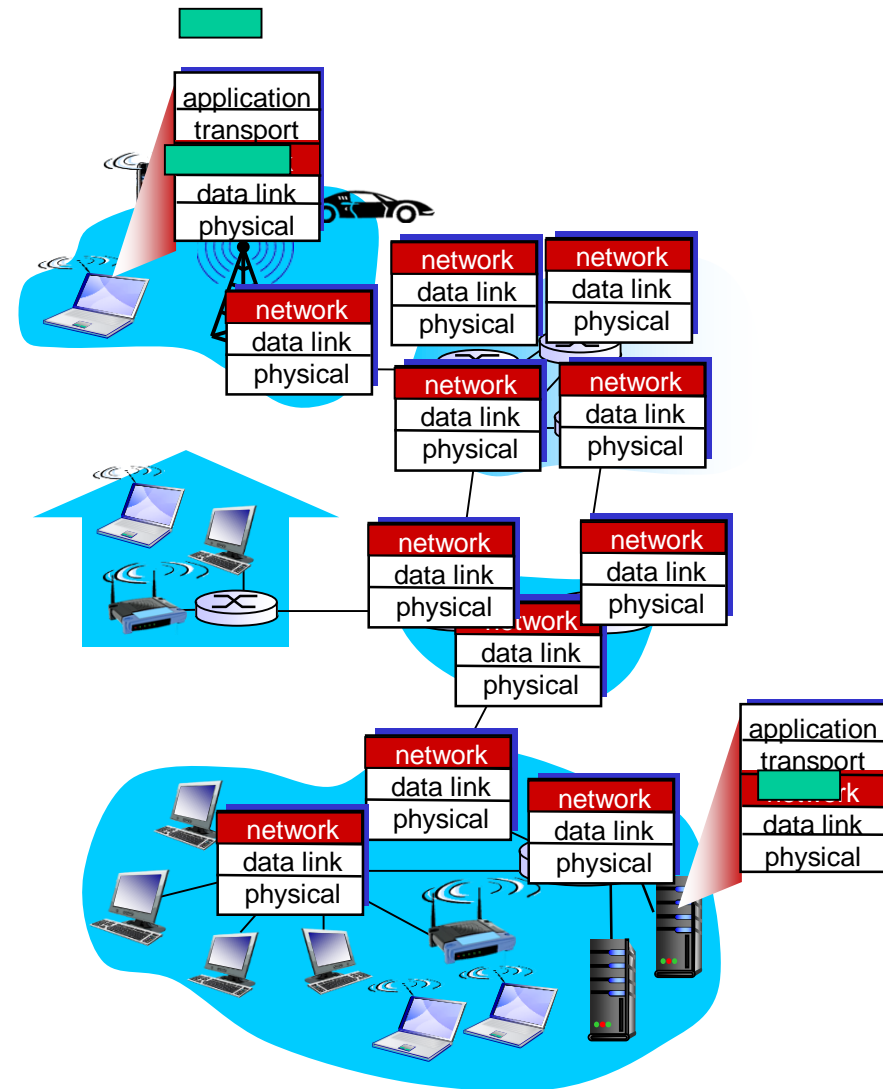 application
transport
data link
physical
network
data link
physical
network
data link
physical
network
data link
physical
network
data link
physical
network
data link
physical
network
data link
physical
network
data link
physical
network
data link
physical
application
transport
data link
physical
network
data link
physical
network
data link
physical
network
data link
physical